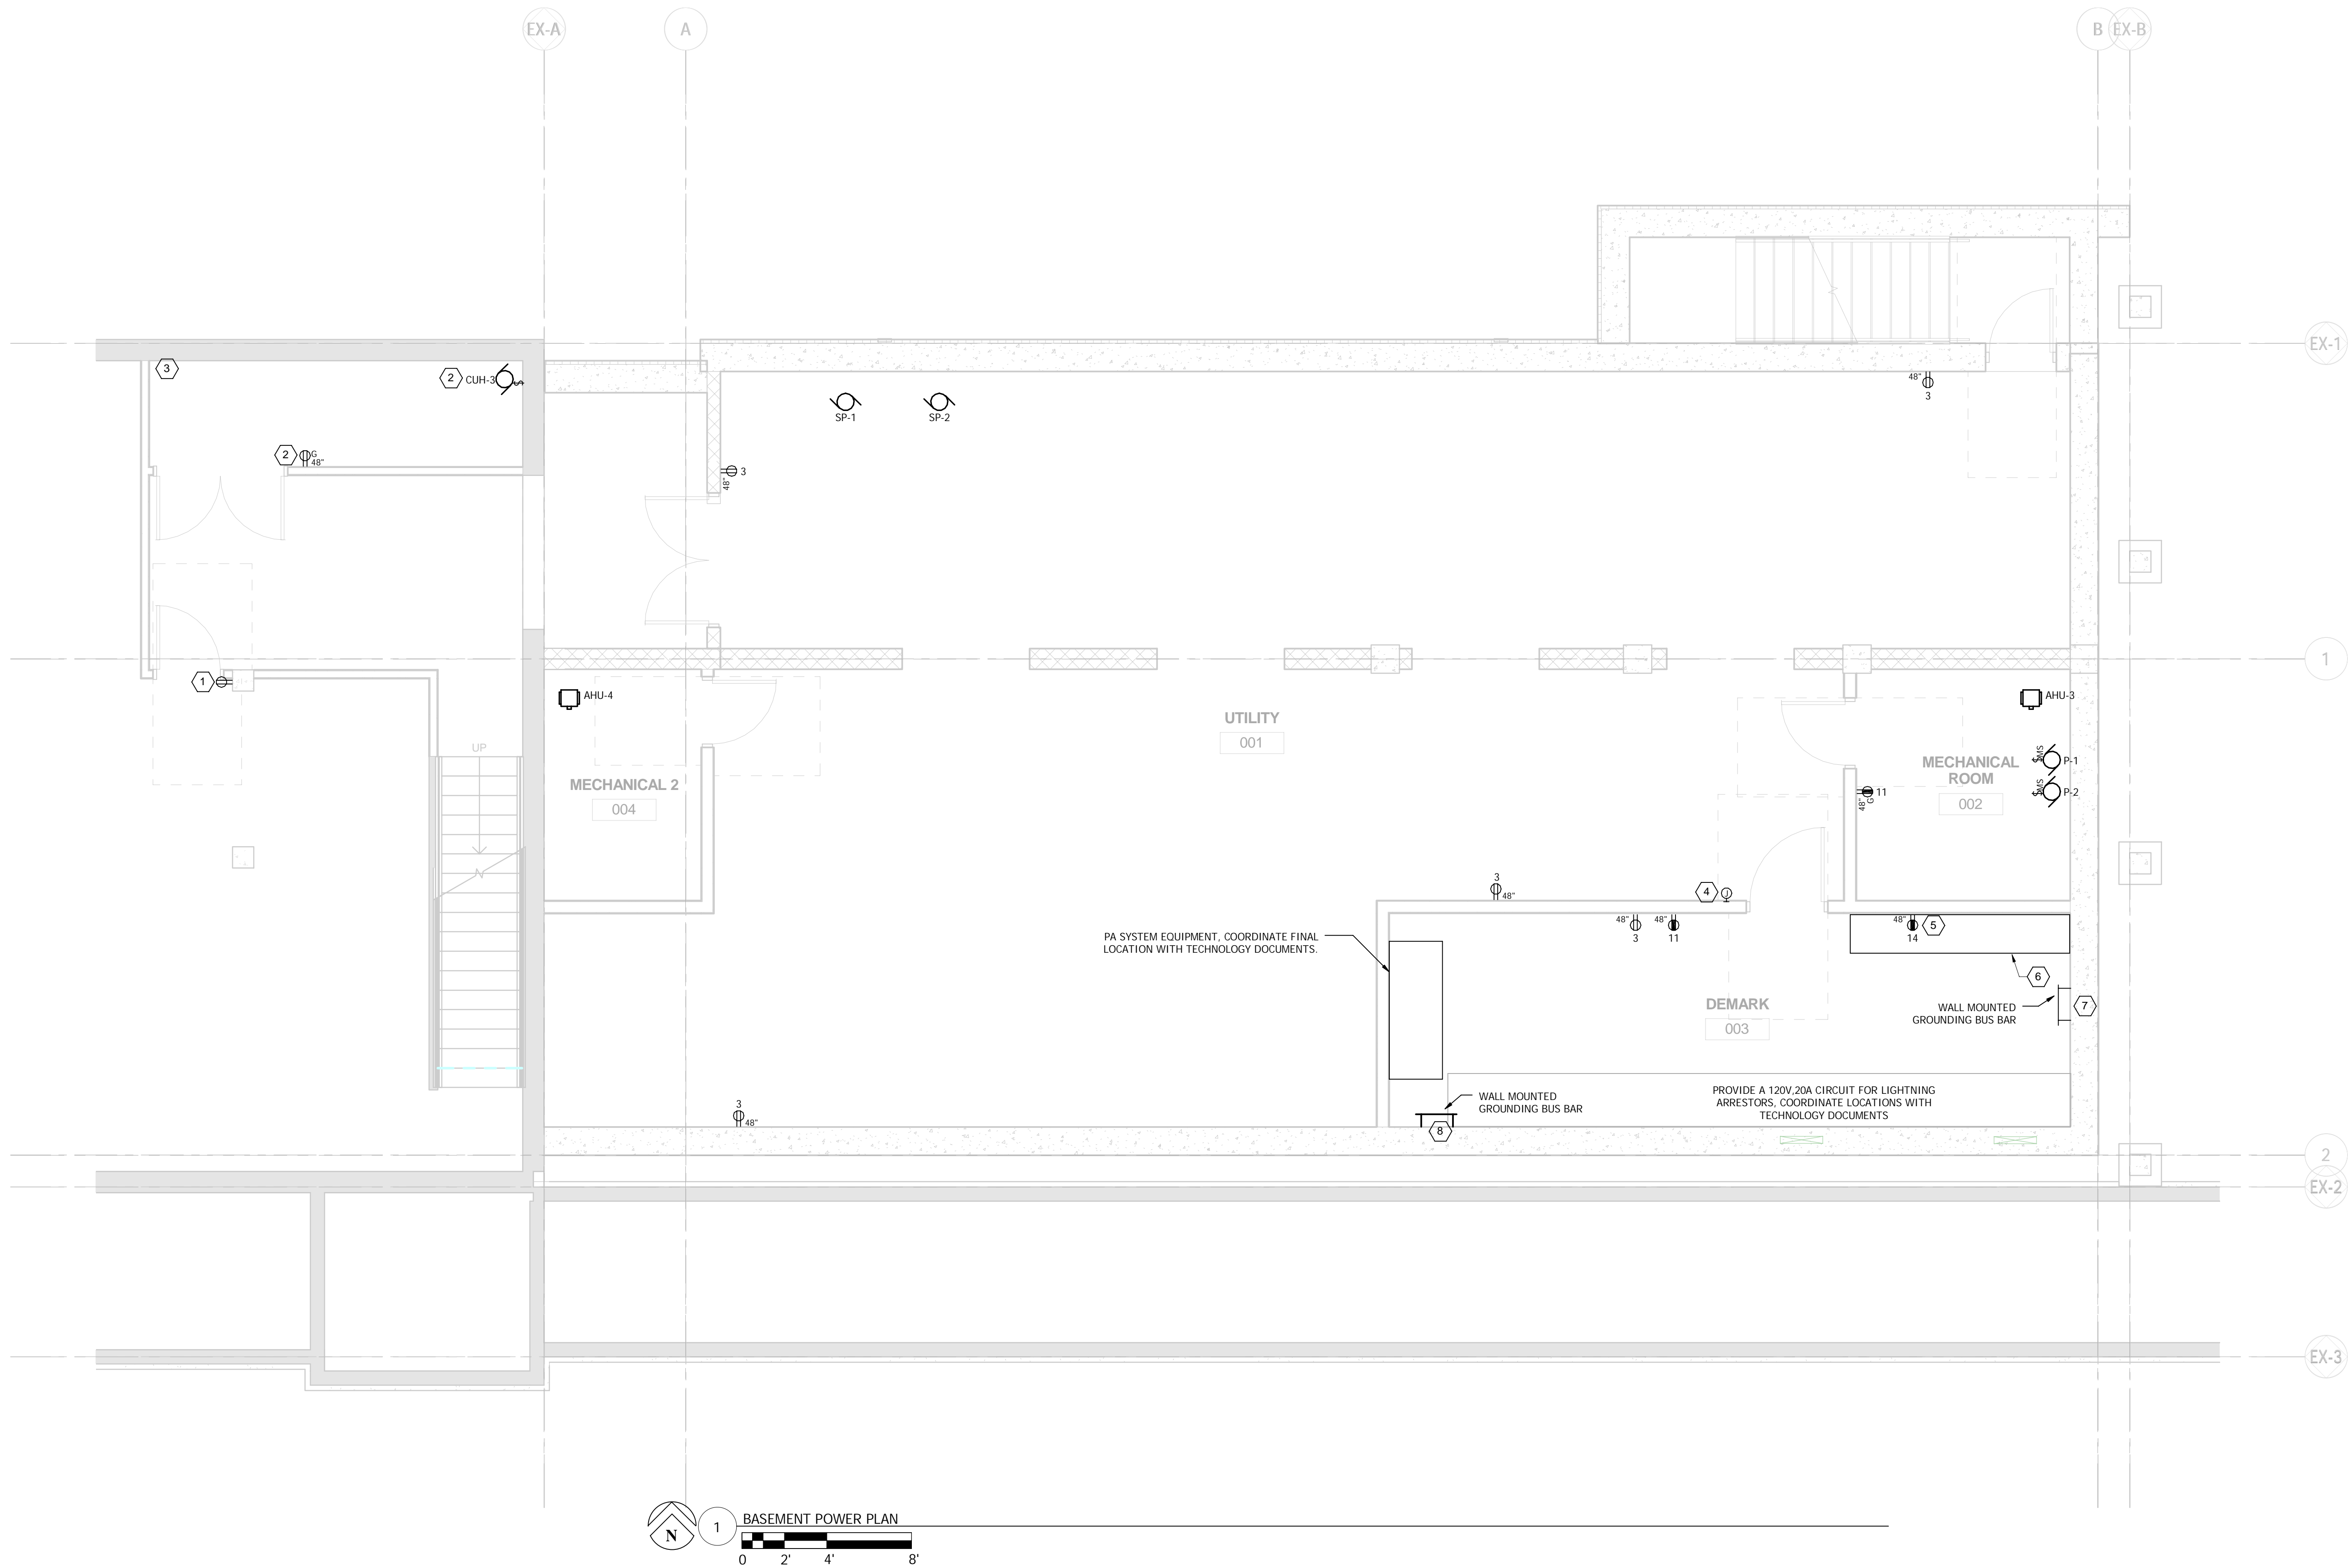 EX-A
A
B
EX-B
EX-1
3
2
CUH-3
$
SP-1
SP-2
48"
3
2
G
48"
3
48"
1
1
AHU-4
AHU-3
UTILITY
001
UP
MECHANICAL 2
004
MECHANICAL
ROOM
002
$MS
P-1
$MS
P-2
11
48"
G
3
48"
4
J
48"
3
48"
11
48"
14
5
PA SYSTEM EQUIPMENT, COORDINATE FINAL
LOCATION WITH TECHNOLOGY DOCUMENTS.
6
DEMARK
003
WALL MOUNTED
GROUNDING BUS BAR
7
WALL MOUNTED
GROUNDING BUS BAR
PROVIDE A 120V,20A CIRCUIT FOR LIGHTNING
ARRESTORS, COORDINATE LOCATIONS WITH
TECHNOLOGY DOCUMENTS
3
48"
8
2
EX-2
EX-3
N
1
BASEMENT POWER PLAN
0 2' 4' 8'